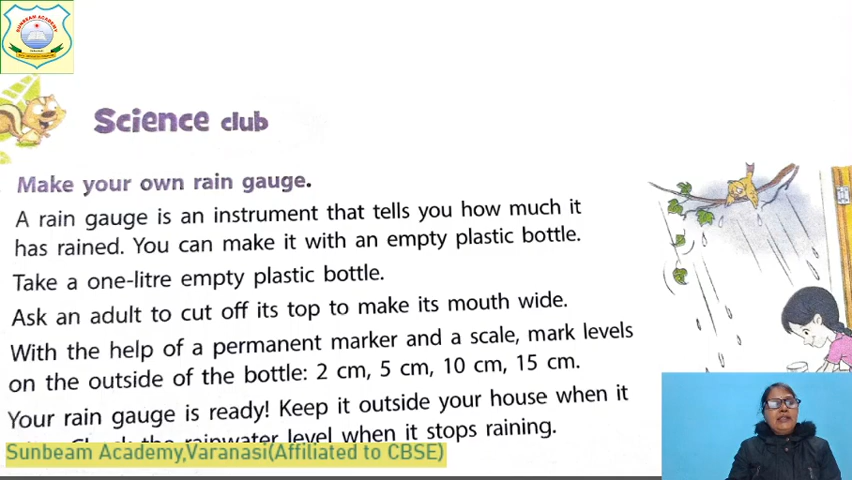 SUNBEAM ACADEMY
Science club
Make your own rain gauge.
A rain gauge is an instrument that tells you how much it
has rained. You can make it with an empty plastic bottle.
Take a one-litre empty plastic bottle.
Ask an adult to cut off its top to make its mouth wide.
With the help of a permanent marker and a scale, mark levels
on the outside of the bottle: 2 cm, 5 cm, 10 cm, 15 cm.
Your rain gauge is ready! Keep it outside your house when it
the rainwater level when it stops raining.
Sunbeam Academy,Varanasi(Affiliated to CBSE)